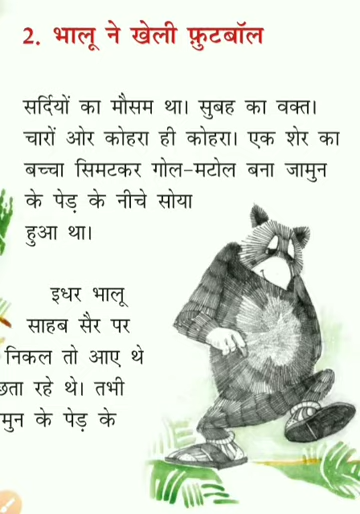 2. भालू ने खेली फ़ुटबॉल
सर्दियों का मौसम था। सुबह का वक्त।
चारों ओर कोहरा ही कोहरा। एक शेर का
बच्चा सिमटकर गोल-मटोल बना जामुन
के पेड़ के नीचे सोया
हुआ था।
इधर भालू
साहब सैर पर
निकल तो आए थे
रहे थे। तभी
के पेड़ के